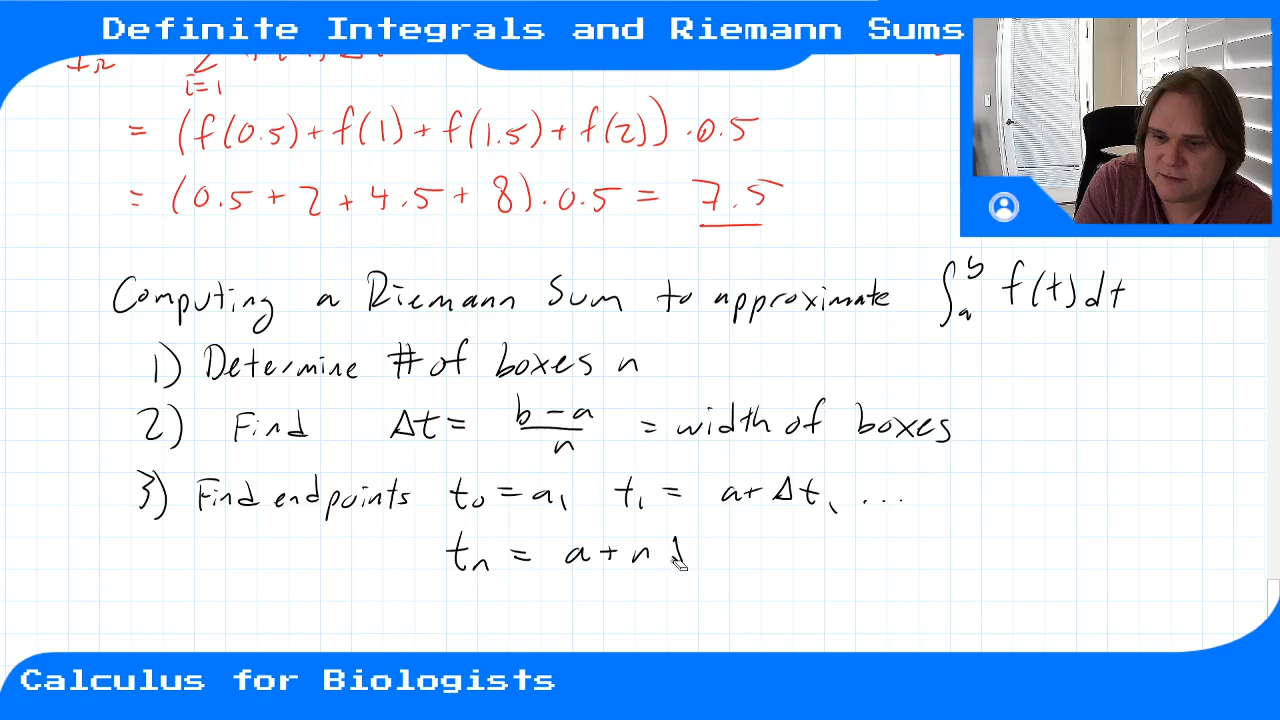 Definite Integrals and Riemann Sums
i=1
= (f(0.5) + f(1) + f(1.5) + f(2)) · 0.5
= (0.5 + 2 + 4.5 + 8) · 0.5 = 7.5
Computing a Riemann Sum to approximate ∫_a^b f(t) dt
1) Determine # of boxes n
2) Find Δt = (b - a)/n = width of boxes
3) Find endpoints t₀ = a, t₁ = a + Δt, ...
tₙ = a + n
Calculus for Biologists